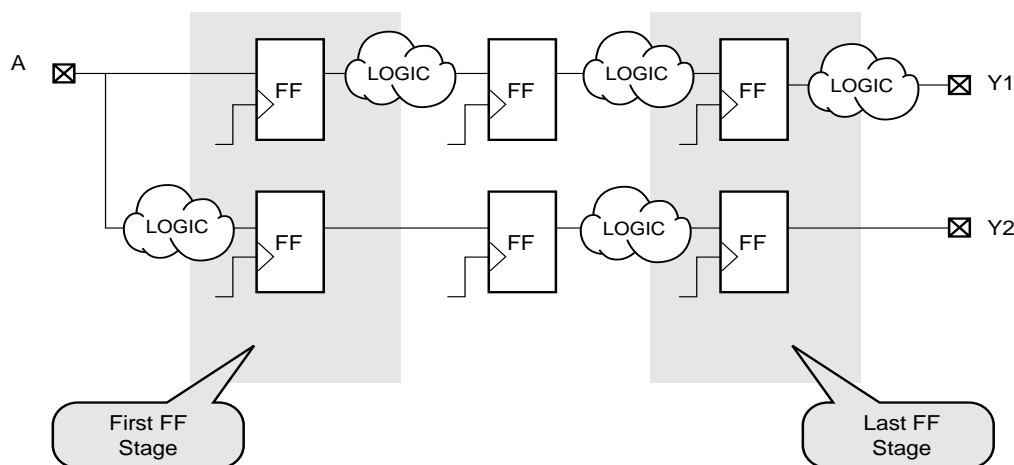 A
FF
LOGIC
FF
LOGIC
FF
LOGIC
Y1
LOGIC
FF
FF
LOGIC
FF
Y2
First FF
Stage
Last FF
Stage